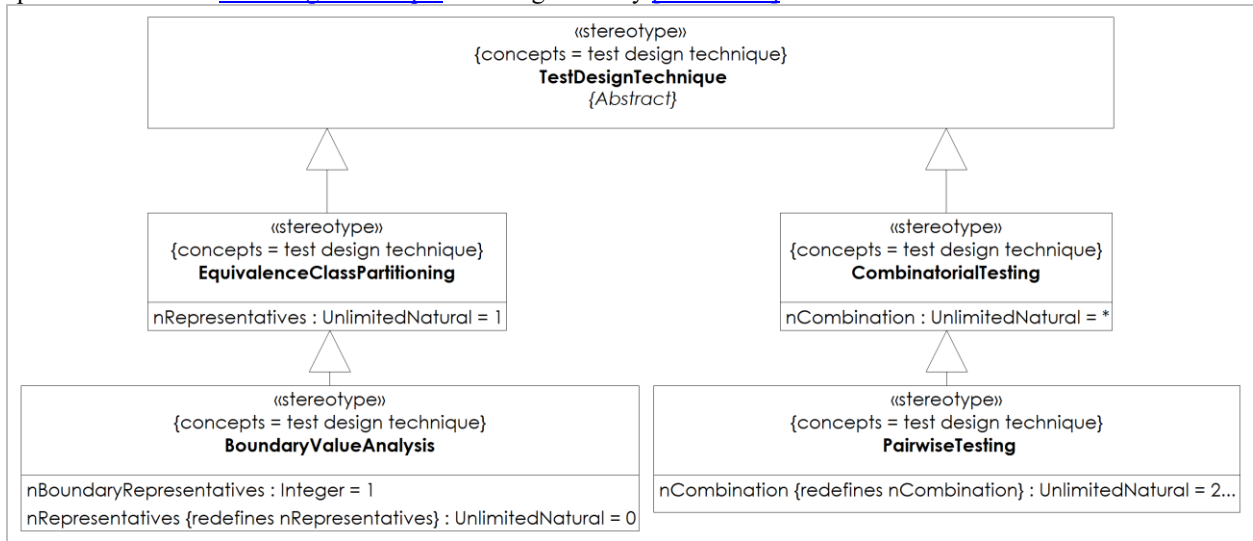 «stereotype»
{concepts = test design technique}
TestDesignTechnique
{Abstract}
«stereotype»
{concepts = test design technique}
EquivalenceClassPartitioning
nRepresentatives : UnlimitedNatural = 1
«stereotype»
{concepts = test design technique}
CombinatorialTesting
nCombination : UnlimitedNatural = *
«stereotype»
{concepts = test design technique}
BoundaryValueAnalysis
nBoundaryRepresentatives : Integer = 1
nRepresentatives {redefines nRepresentatives} : UnlimitedNatural = 0
«stereotype»
{concepts = test design technique}
PairwiseTesting
nCombination {redefines nCombination} : UnlimitedNatural = 2...